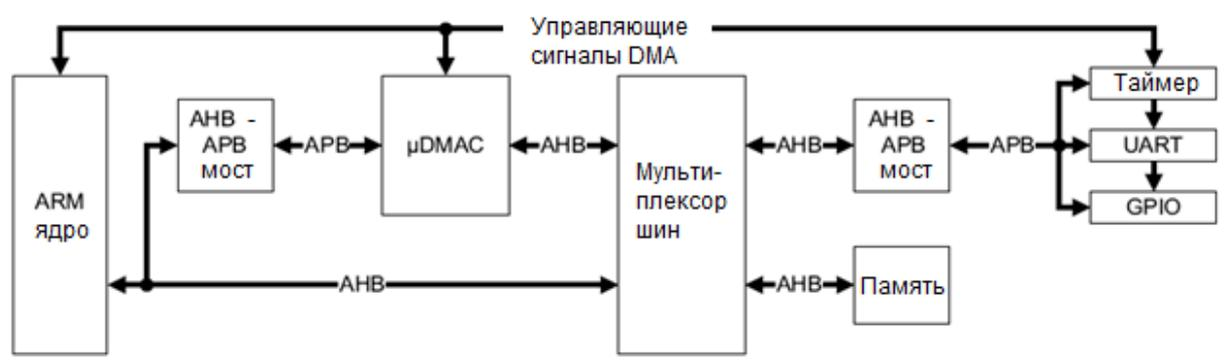 Управляющие
сигналы DMA
ARM
ядро
AHB -
APB
мост
APB
µDMAC
AHB
Мульти-
плексор
шин
AHB
AHB -
APB
мост
APB
Таймер
UART
GPIO
AHB
AHB
Память